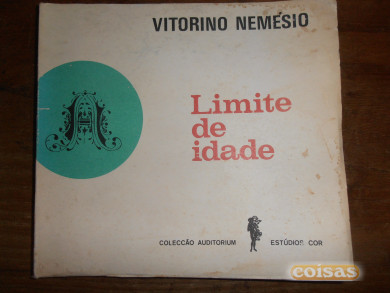 VITORINO NEMÉSIO
A
Limite
de
idade
COLECÇÃO AUDITORIUM ESTÚDIOS COR
coisas